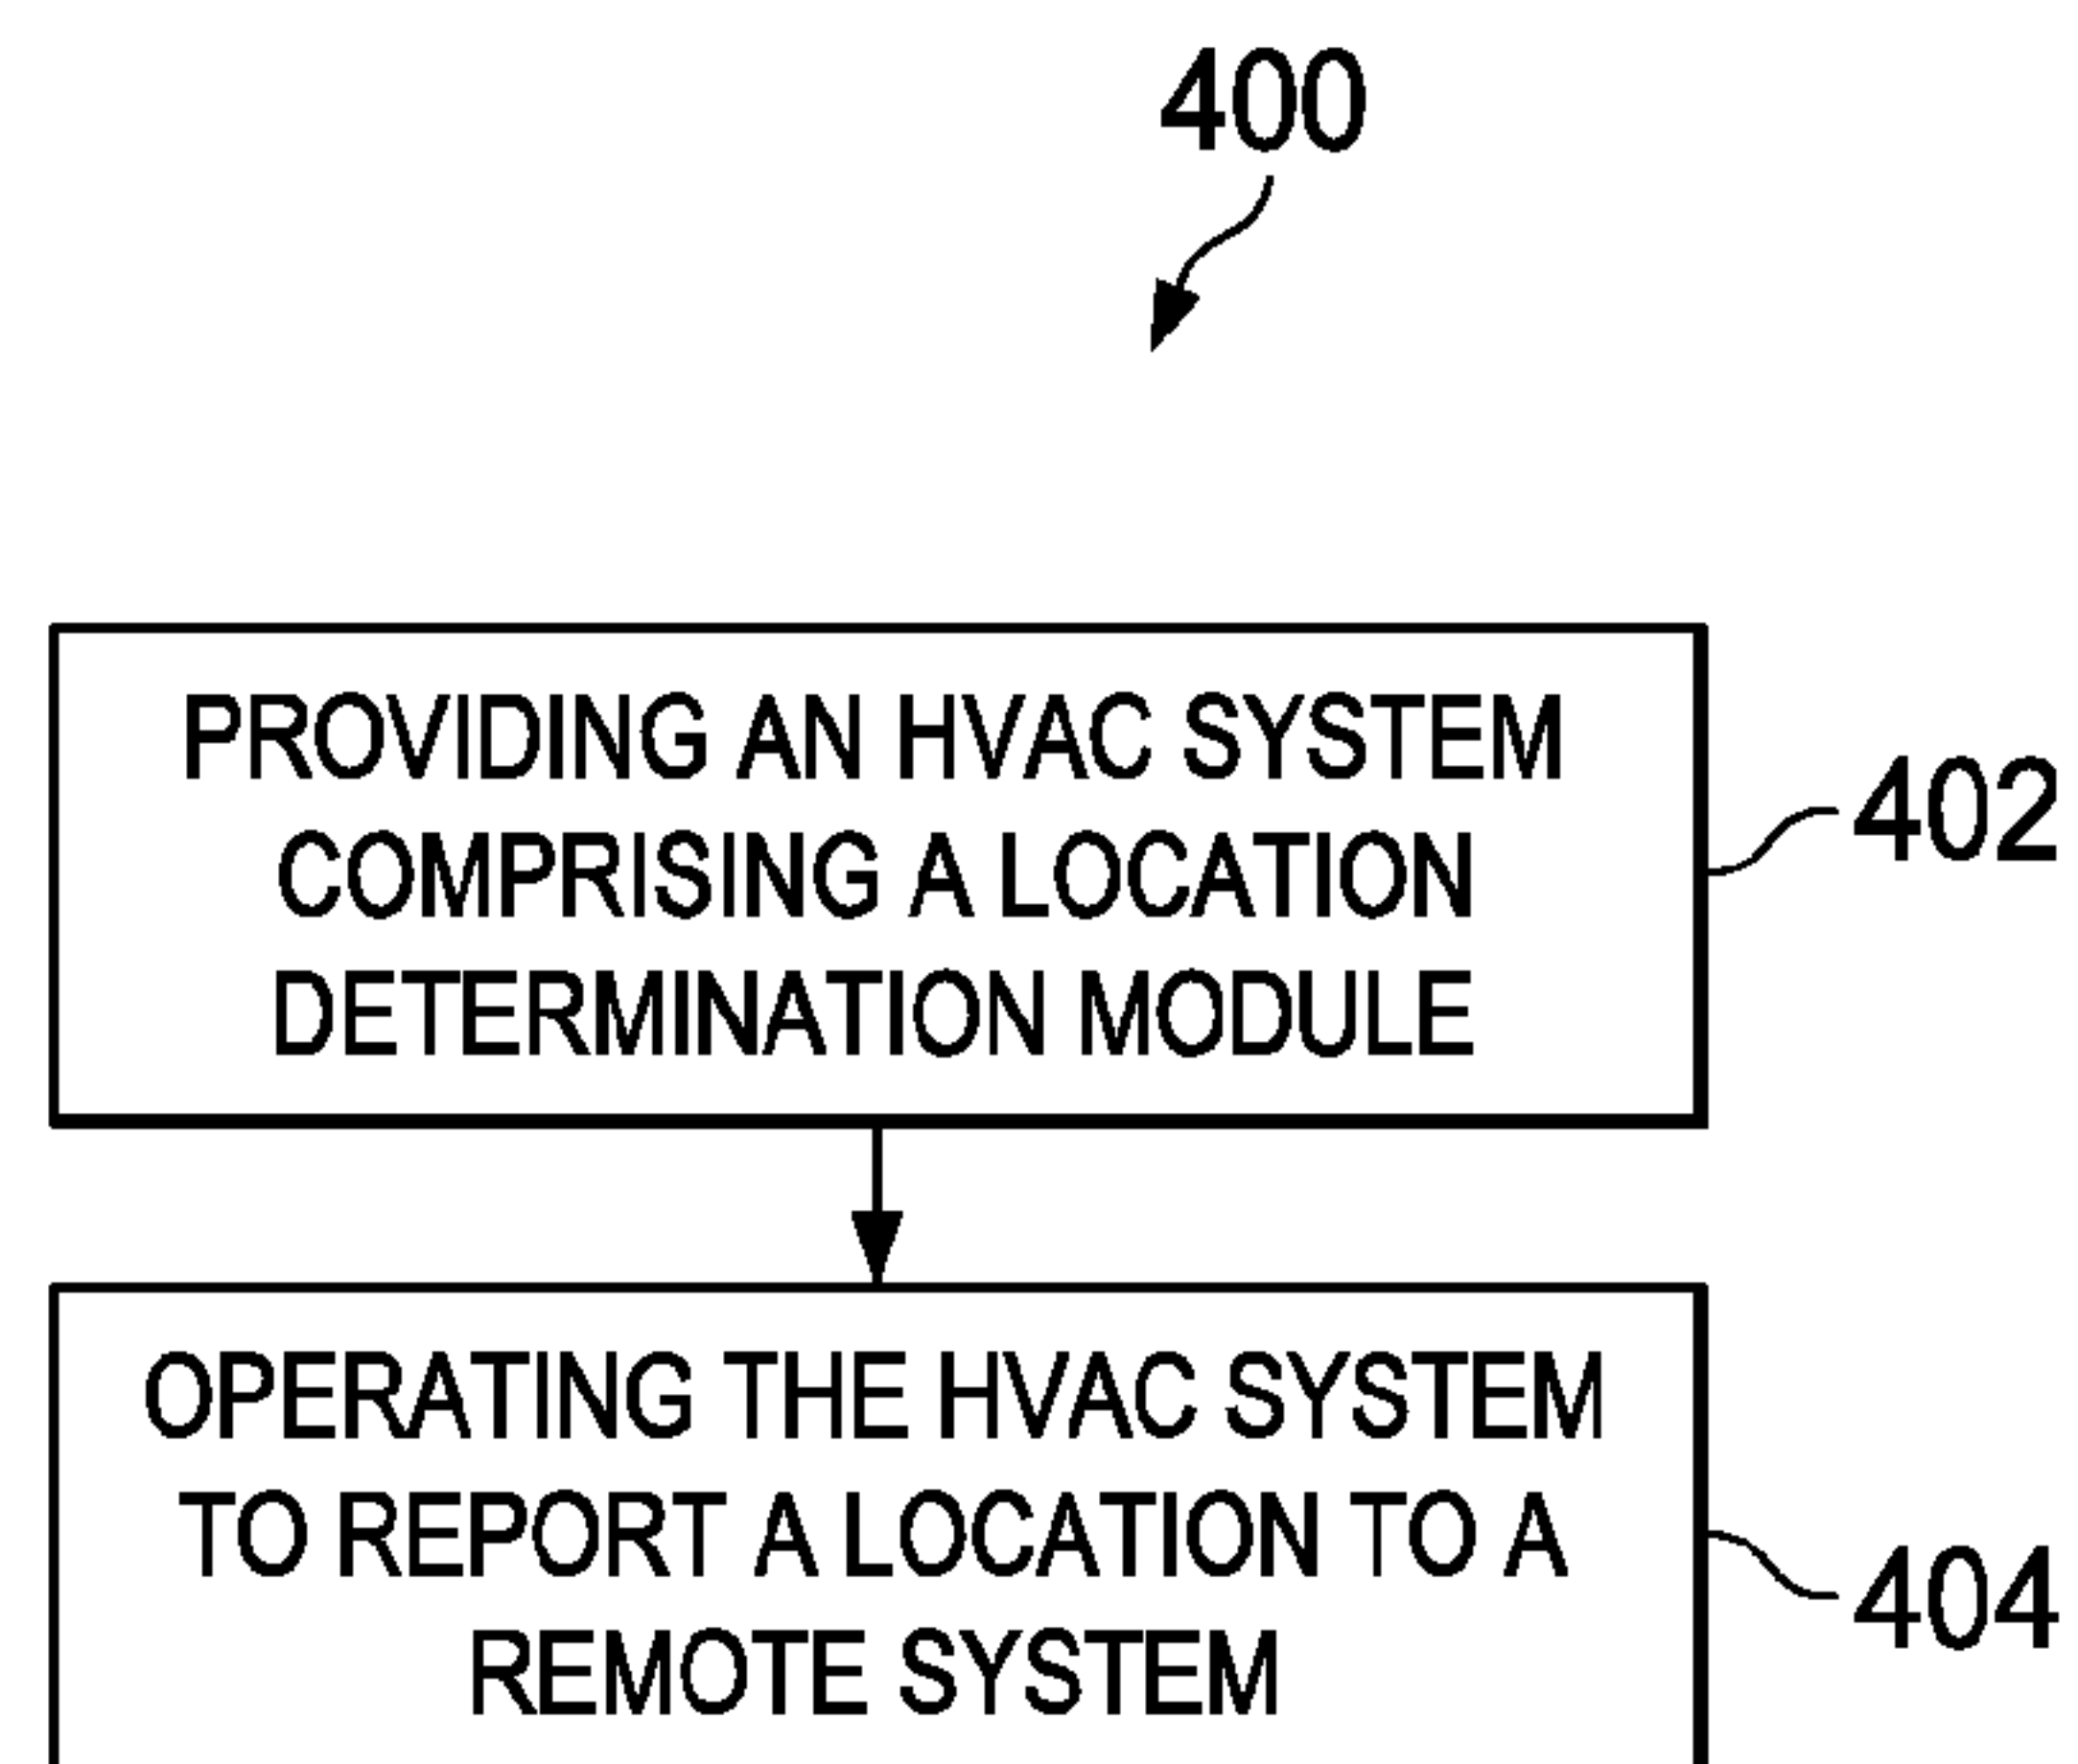 400
PROVIDING AN HVAC SYSTEM
COMPRISING A LOCATION
DETERMINATION MODULE
402
OPERATING THE HVAC SYSTEM
TO REPORT A LOCATION TO A
REMOTE SYSTEM
404